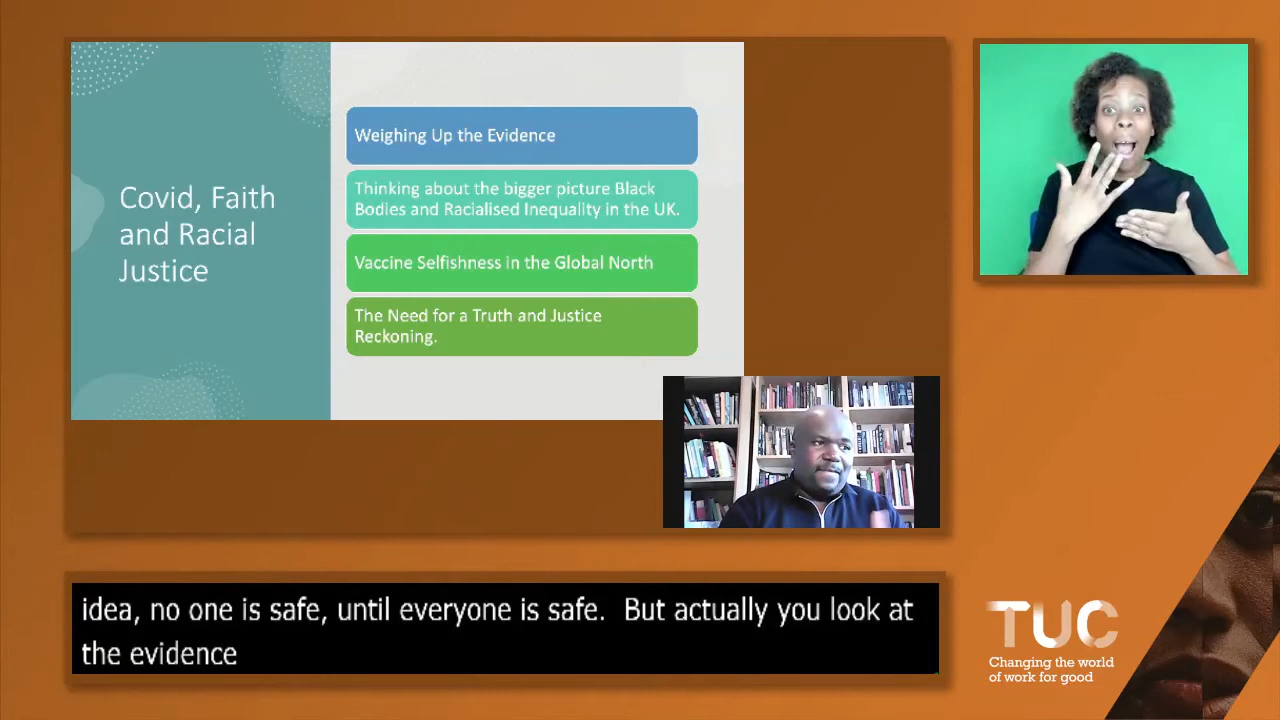 Covid, Faith
and Racial
Justice
Weighing Up the Evidence
Thinking about the bigger picture Black
Bodies and Racialised Inequality in the UK.
Vaccine Selfishness in the Global North
The Need for a Truth and Justice
Reckoning.
idea, no one is safe, until everyone is safe.  But actually you look at
the evidence
TUC
Changing the world
of work for good